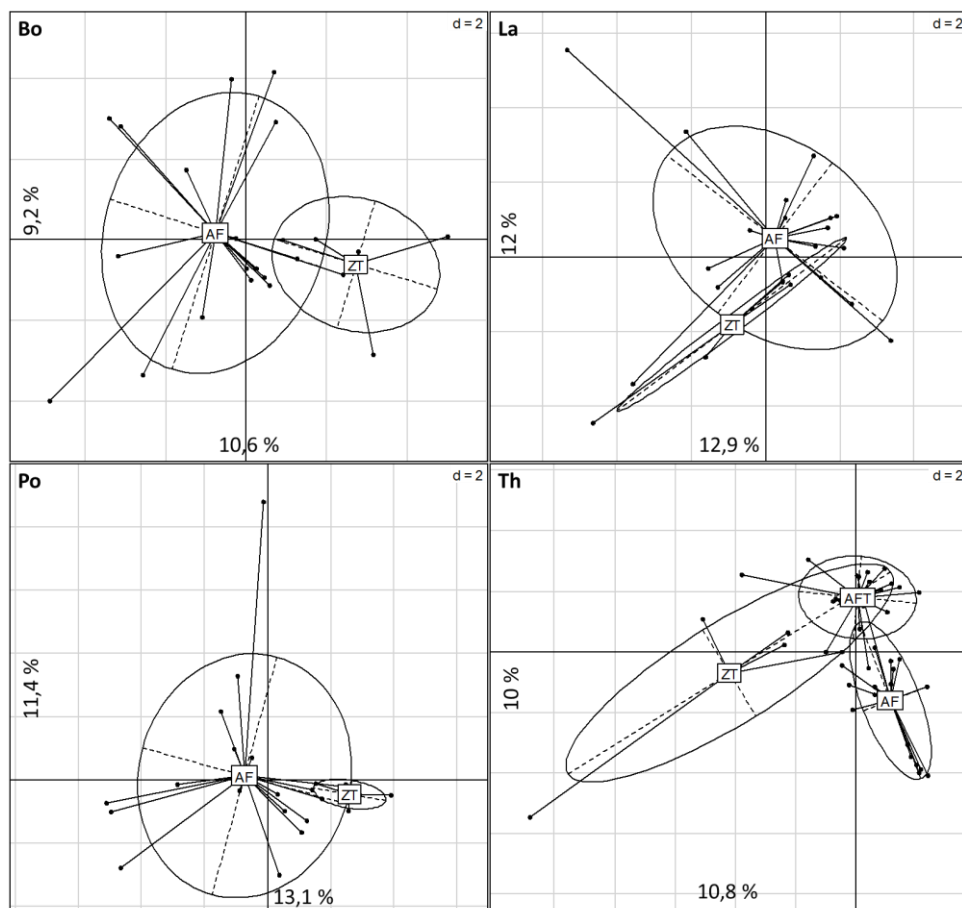 Bo
d = 2
9,2 %
AF
ZT
10,6 %
La
d = 2
12 %
AF
ZT
12,9 %
Po
d = 2
11,4 %
AF
ZT
13,1 %
Th
d = 2
10 %
AFT
ZT
AF
10,8 %